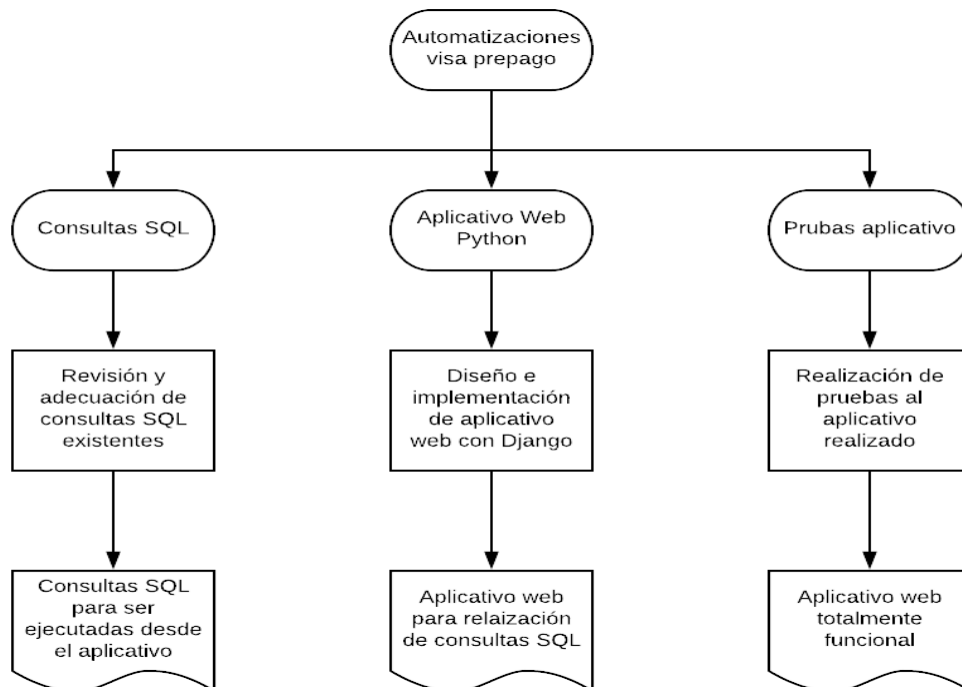 Automatizaciones
visa prepago
Consultas SQL
Aplicativo Web
Python
Prubas aplicativo
Revisión y
adecuación de
consultas SQL
existentes
Diseño e
implementación
de aplicativo
web con Django
Realización de
pruebas al
aplicativo
realizado
Consultas SQL
para ser
ejecutadas desde
el aplicativo
Aplicativo web
para relaización
de consultas SQL
Aplicativo web
totalmente
funcional